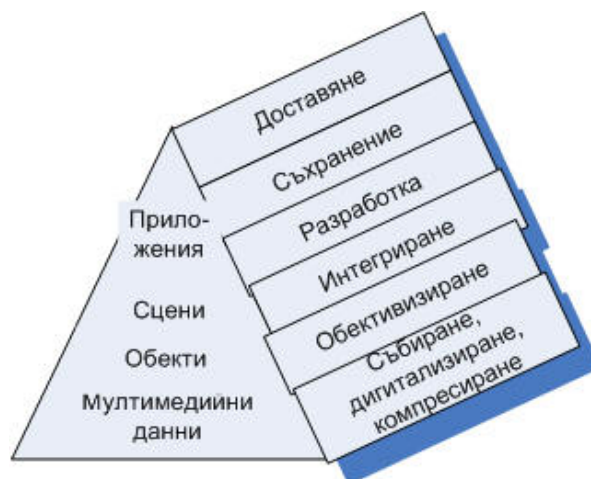 Доставяне
Съхранение
Разработка
Интегриране
Обективизиране
Събиране,
дигитализиране,
компресиране
Прило-
жения
Сцени
Обекти
Мултимедийни
данни